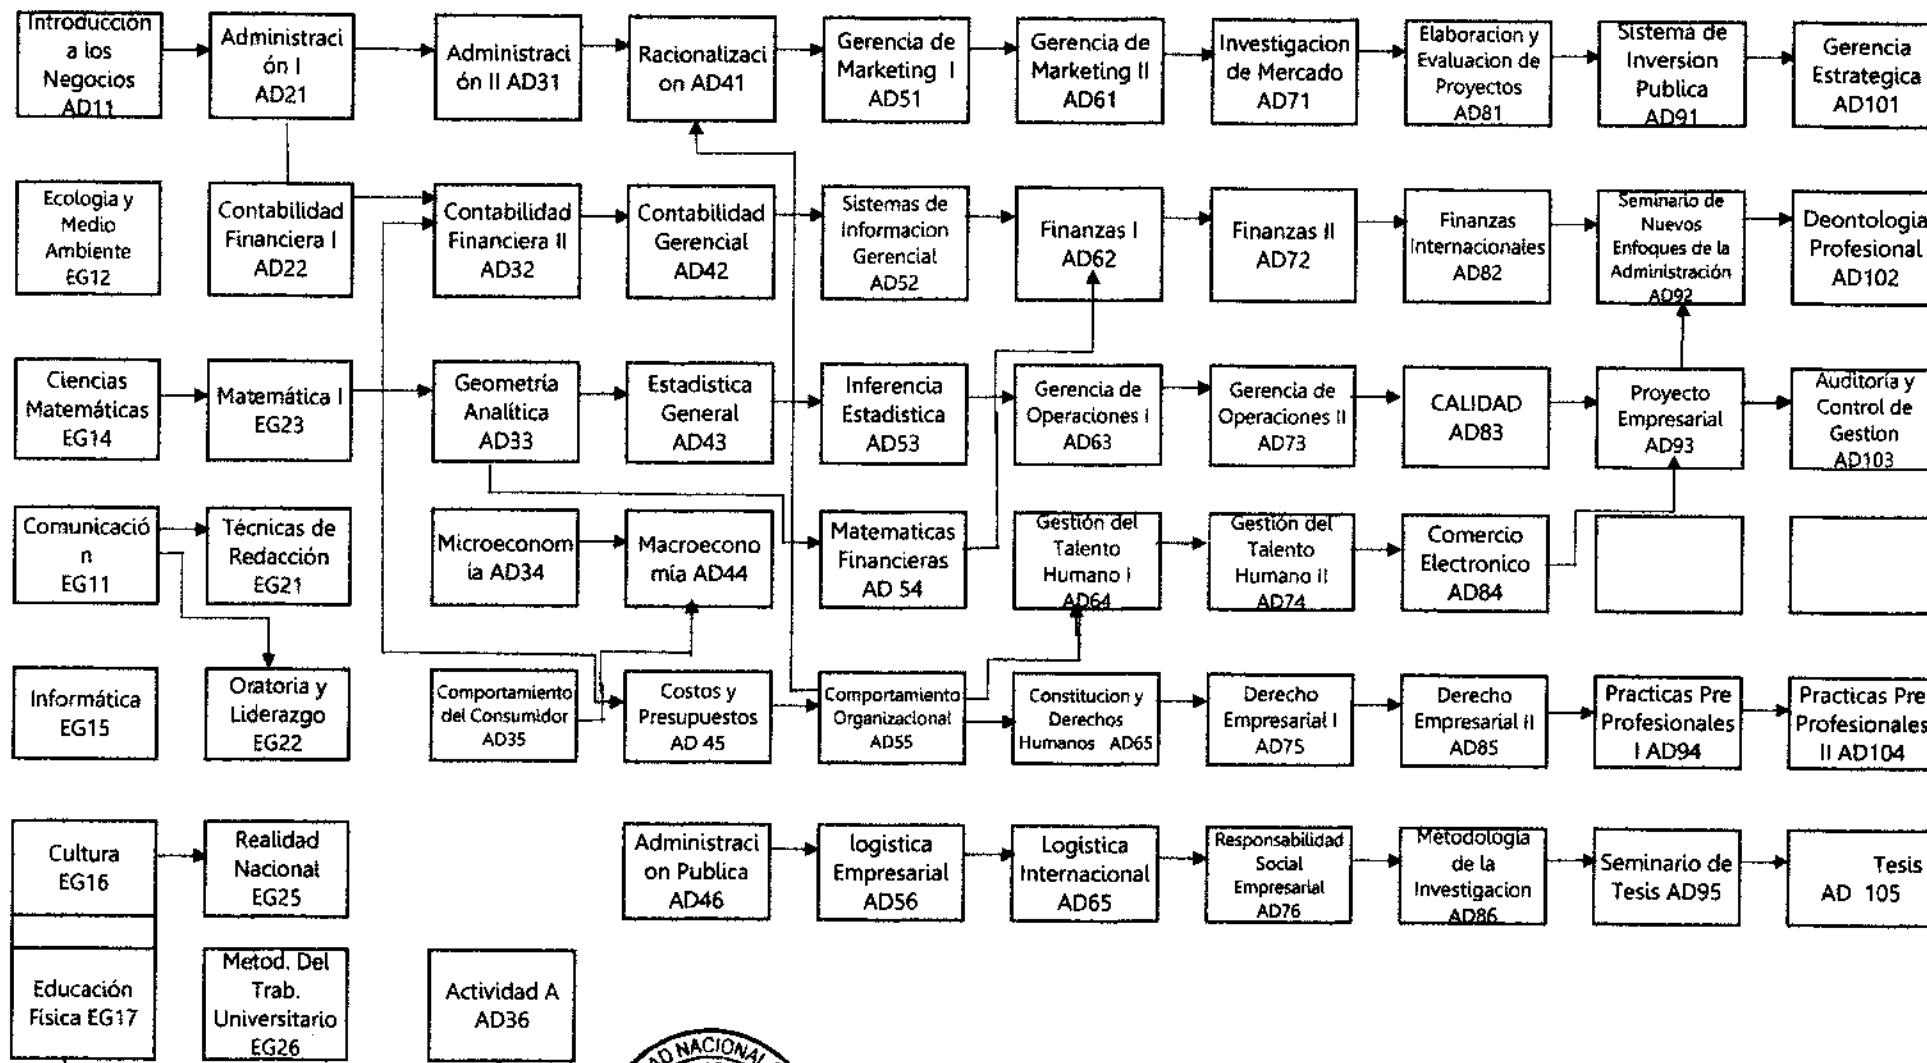 Introducción
a los
Negocios
AD11
Administraci
ón I
AD21
Administraci
ón II AD31
Racionalizaci
on AD41
Gerencia de
Marketing I
AD51
Gerencia de
Marketing II
AD61
Investigacion
de Mercado
AD71
Elaboracion y
Evaluacion de
Proyectos
AD81
Sistema de
Inversion
Publica
AD91
Gerencia
Estrategica
AD101
Ecologia y
Medio
Ambiente
EG12
Contabilidad
Financiera I
AD22
Contabilidad
Financiera II
AD32
Contabilidad
Gerencial
AD42
Sistemas de
Informacion
Gerencial
AD52
Finanzas I
AD62
Finanzas II
AD72
Finanzas
Internacionales
AD82
Seminario de
Nuevos
Enfoques de la
Administración
AD92
Deontologia
Profesional
AD102
Ciencias
Matemáticas
EG14
Matemática I
EG23
Geometría
Analítica
AD33
Estadistica
General
AD43
Inferencia
Estadistica
AD53
Gerencia de
Operaciones I
AD63
Gerencia de
Operaciones II
AD73
CALIDAD
AD83
Proyecto
Empresarial
AD93
Auditoría y
Control de
Gestion
AD103
Comunicació
n
EG11
Técnicas de
Redacción
EG21
Microeconom
ía AD34
Macroecono
mía AD44
Matematicas
Financieras
AD 54
Gestión del
Talento
Humano I
AD64
Gestión del
Talento
Humano II
AD74
Comercio
Electronico
AD84
Informática
EG15
Oratoria y
Liderazgo
EG22
Comportamiento
del Consumidor
AD35
Costos y
Presupuestos
AD 45
Comportamiento
Organizacional
AD55
Constitucion y
Derechos
Humanos AD65
Derecho
Empresarial I
AD75
Derecho
Empresarial II
AD85
Practicas Pre
Profesionales
I AD94
Practicas Pre
Profesionales
II AD104
Cultura
EG16
Realidad
Nacional
EG25
Administraci
on Publica
AD46
logistica
Empresarial
AD56
Logística
Internacional
AD65
Responsabilidad
Social
Empresarial
AD76
Metodología
de la
Investigacion
AD86
Seminario de
Tesis AD95
Tesis
AD 105
Educación
Física EG17
Metod. Del
Trab.
Universitario
EG26
Actividad A
AD36
AD NACIONAL